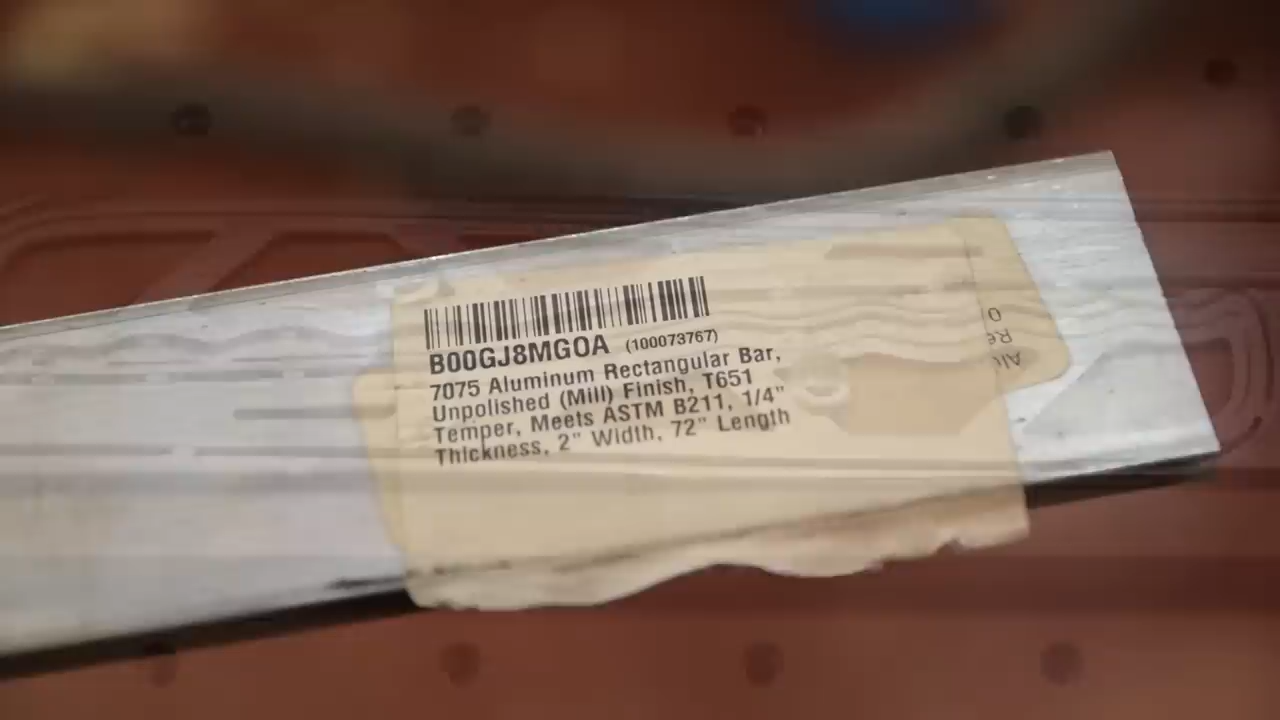 B00GJ8MGOA (100073767)
7075 Aluminum Rectangular Bar,
Unpolished (Mill) Finish, T651
Temper, Meets ASTM B211, 1/4"
Thickness, 2" Width, 72" Length